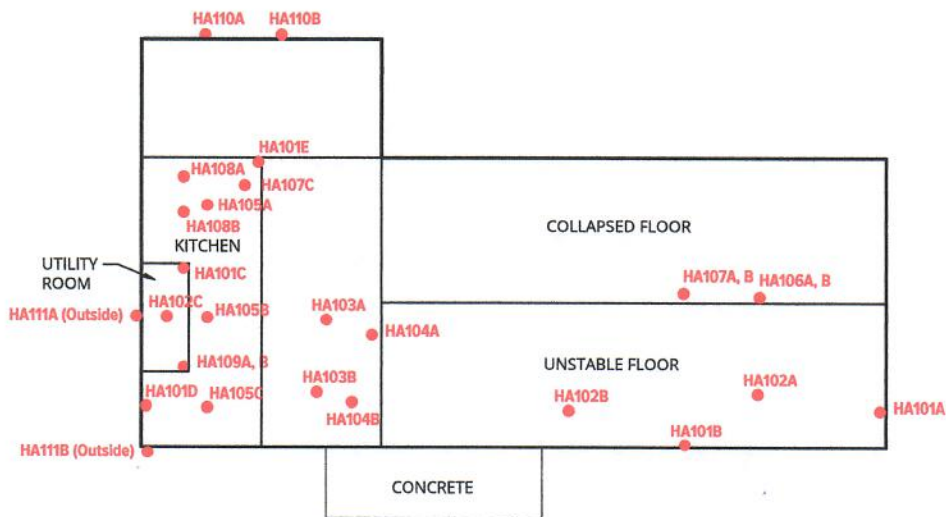 HA110A
HA110B
HA101E
HA108A
HA107C
HA105A
HA108B
KITCHEN
COLLAPSED FLOOR
UTILITY
ROOM
HA101C
HA107A, B
HA106A, B
HA111A (Outside)
HA102C
HA105B
HA103A
HA104A
HA109A, B
UNSTABLE FLOOR
HA101D
HA105C
HA103B
HA104B
HA102B
HA102A
HA101A
HA101B
HA111B (Outside)
CONCRETE